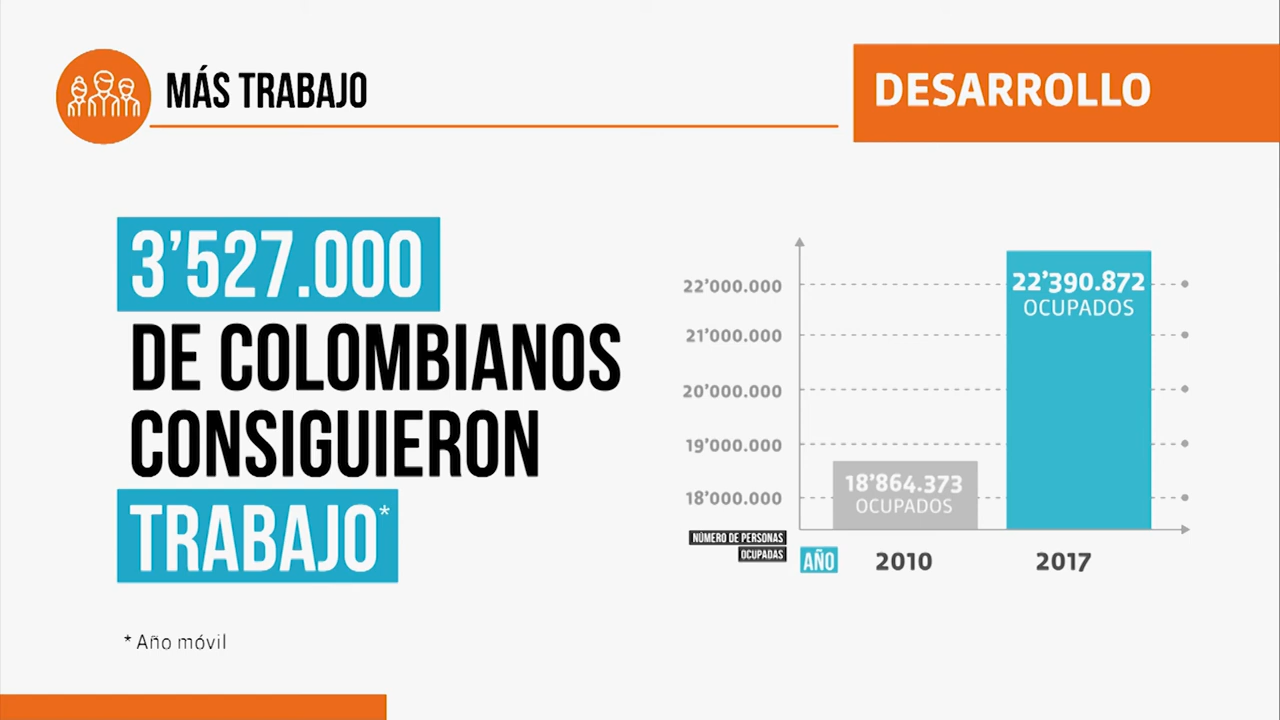 MÁS TRABAJO
DESARROLLO
3’527.000
DE COLOMBIANOS
CONSIGUIERON
TRABAJO*
* Año móvil
22’000.000
21’000.000
20’000.000
19’000.000
18’000.000
22’390.872
OCUPADOS
18’864.373
OCUPADOS
NÚMERO DE PERSONAS
OCUPADAS
AÑO
2010
2017